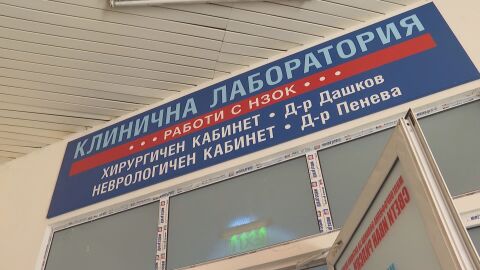 КЛИНИЧНА ЛАБОРАТОРИЯ
• • • РАБОТИ С НЗОК • • •
ХИРУРГИЧЕН КАБИНЕТ • Д-р Дашков
НЕВРОЛОГИЧЕН КАБИНЕТ • Д-р Пенева